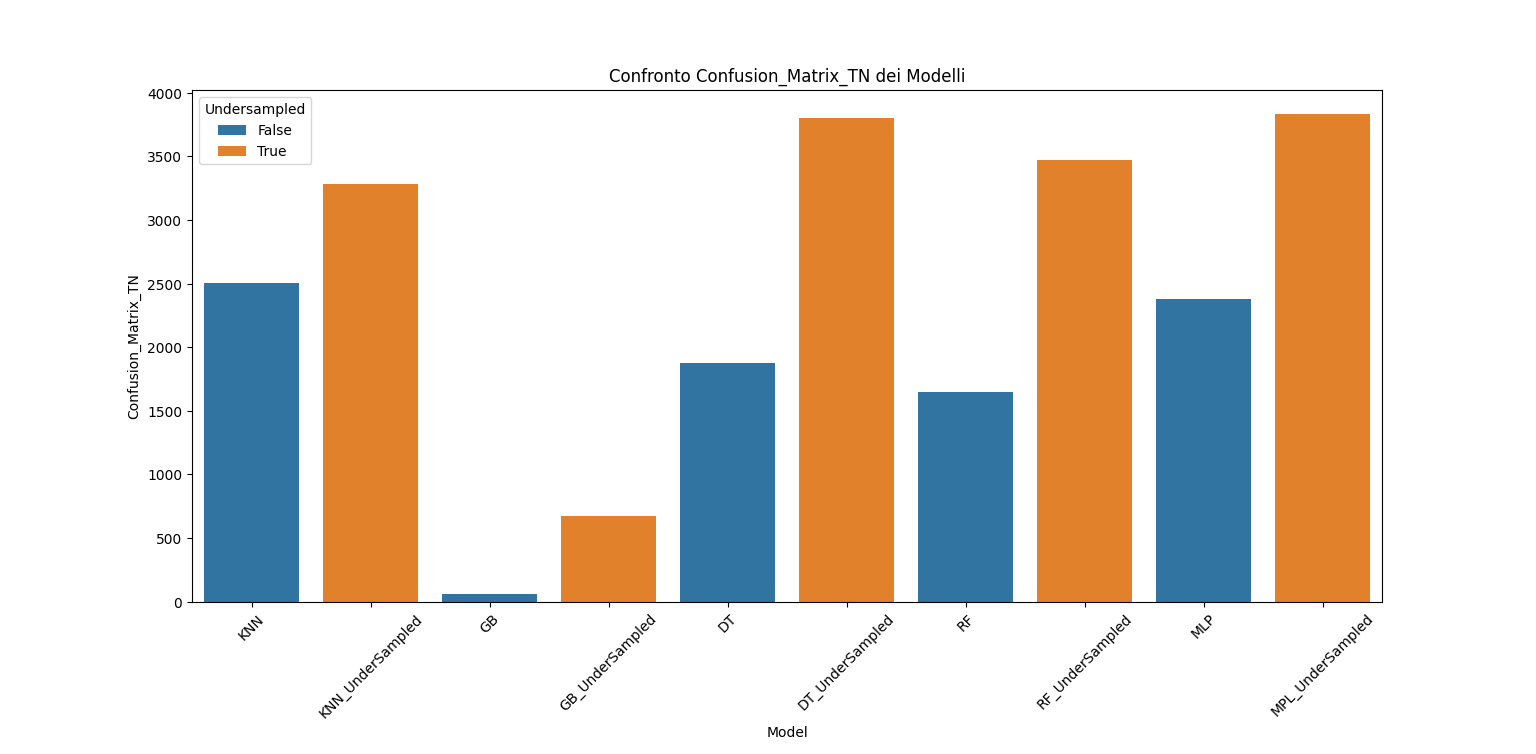 Confronto Confusion_Matrix_TN dei Modelli
Undersampled
False
True
Confusion_Matrix_TN
4000
3500
3000
2500
2000
1500
1000
500
0
KNN
KNN_UnderSampled
GB
GB_UnderSampled
DT
DT_UnderSampled
RF
RF_UnderSampled
MLP
MPL_UnderSampled
Model